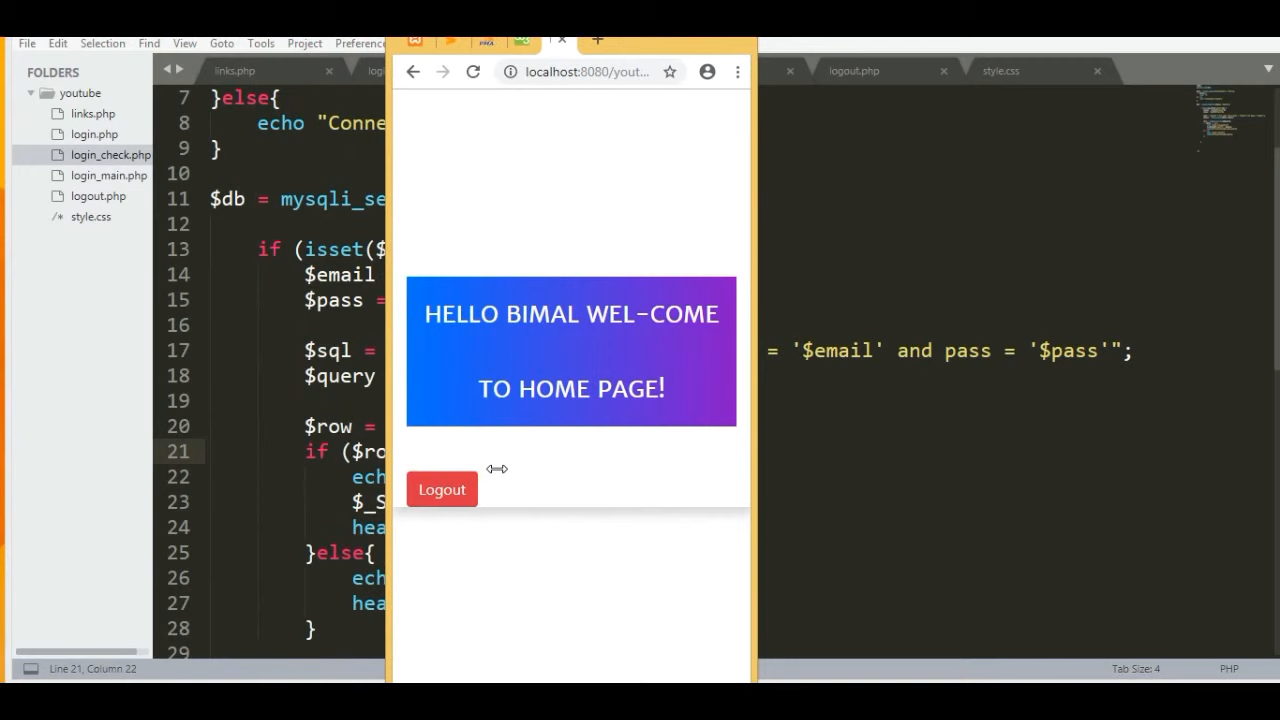 File Edit Selection Find View Goto Tools Project Preference
FOLDERS
youtube
links.php
login.php
login_check.php
login_main.php
logout.php
style.css
links.php
logout.php
style.css
localhost:8080/yout...
7 }else{
8 echo "Conne
9 }
10
11 $db = mysqli_se
12
13 if (isset($
14 $email
15 $pass =
16
17 $sql = = '$email' and pass = '$pass'";
18 $query
19
20 $row =
21 if ($ro
22 ech
23 $_S
24 hea
25 }else{
26 ech
27 hea
28 }
29
HELLO BIMAL WEL-COME
TO HOME PAGE!
Logout
Line 21, Column 22
Tab Size: 4
PHP